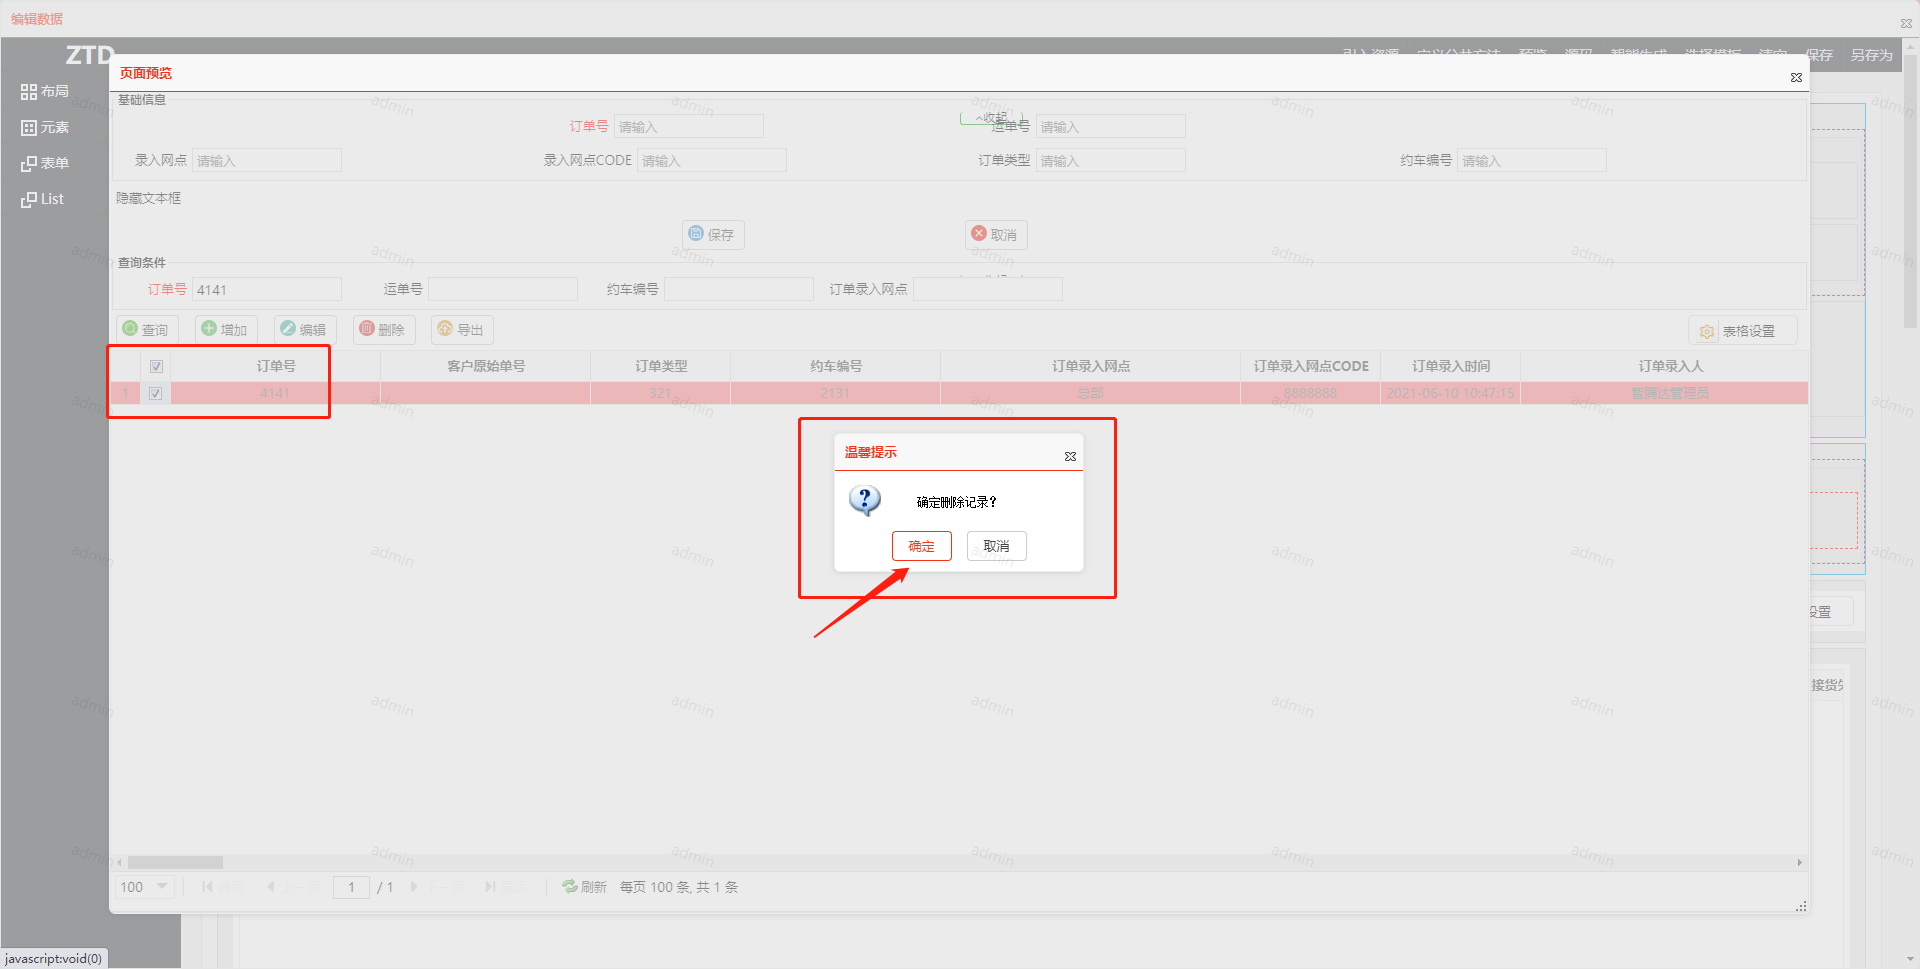 编辑数据
ZTD
引入资源 定义公共方法 预览 源码 智能生成 选择模板 清空 保存 另存为
布局
元素
表单
List
页面预览
基础信息
收起
订单号 请输入 运单号 请输入
录入网点 请输入 录入网点CODE 请输入 订单类型 请输入 约车编号 请输入
隐藏文本框
保存 取消
查询条件
订单号 4141 运单号 约车编号 订单录入网点
查询 增加 编辑 删除 导出 表格设置
订单号 客户原始单号 订单类型 约车编号 订单录入网点 订单录入网点CODE 订单录入时间 订单录入人
1 4141 321 2131 总部 8888888 2021-06-10 10:47:15 智腾达管理员
温馨提示
确定删除记录?
确定 取消
设置
接货
100 首页 上一页 1 / 1 下一页 尾页 刷新 每页 100 条, 共 1 条
javascript:void(0)
admin